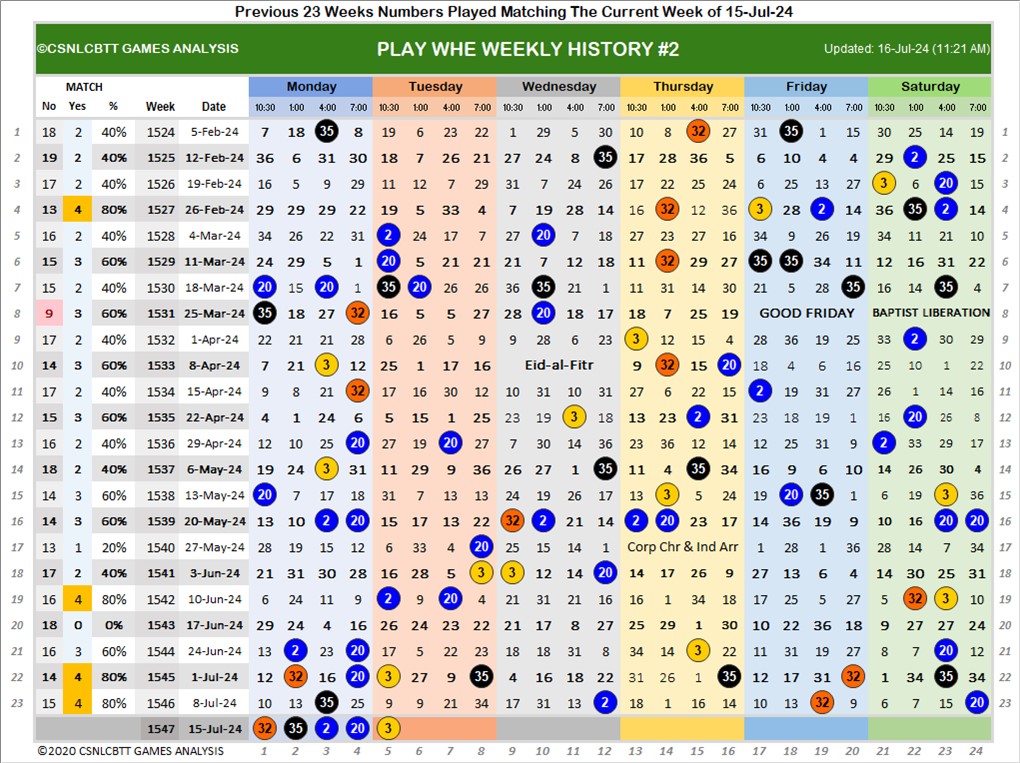 Previous 23 Weeks Numbers Played Matching The Current Week of 15-Jul-24
©CSNLCBTT GAMES ANALYSIS PLAY WHE WEEKLY HISTORY #2 Updated: 16-Jul-24 (11:21 AM)
MATCH Monday Tuesday Wednesday Thursday Friday Saturday
No Yes % Week Date 10:30 1:00 4:00 7:00 10:30 1:00 4:00 7:00 10:30 1:00 4:00 7:00 10:30 1:00 4:00 7:00 10:30 1:00 4:00 7:00 10:30 1:00 4:00 7:00
1 18 2 40% 1524 5-Feb-24 7 18 35 8 19 6 23 22 1 29 5 30 10 8 32 27 31 35 1 15 30 25 14 19 1
2 19 2 40% 1525 12-Feb-24 36 6 31 30 18 7 26 21 27 24 8 35 17 28 36 5 6 10 4 4 29 2 25 15 2
3 17 2 40% 1526 19-Feb-24 16 5 9 29 11 12 7 29 31 7 24 26 17 22 25 24 6 25 13 27 3 6 20 15 3
4 13 4 80% 1527 26-Feb-24 29 29 29 22 19 5 33 4 7 19 28 14 16 32 12 36 3 28 2 14 36 35 2 14 4
5 16 2 40% 1528 4-Mar-24 34 26 22 31 2 24 17 7 27 20 7 18 27 23 27 16 34 9 26 19 34 11 21 10 5
6 15 3 60% 1529 11-Mar-24 24 29 5 1 20 5 21 21 21 7 12 18 11 32 29 27 35 35 34 11 12 16 31 22 6
7 15 2 40% 1530 18-Mar-24 20 15 20 1 35 20 26 26 36 35 21 1 11 31 14 30 21 5 28 35 16 14 35 4 7
8 9 3 60% 1531 25-Mar-24 35 18 27 32 16 5 5 27 28 20 18 17 18 7 25 19 GOOD FRIDAY BAPTIST LIBERATION 8
9 17 2 40% 1532 1-Apr-24 22 21 21 28 6 26 5 9 9 28 6 23 3 12 15 4 28 36 19 25 33 2 30 29 9
10 14 3 60% 1533 8-Apr-24 7 21 3 12 25 1 17 16 Eid-al-Fitr 9 32 15 20 18 4 6 16 25 10 1 22 10
11 17 2 40% 1534 15-Apr-24 9 8 21 32 17 16 30 12 10 31 10 31 27 6 22 15 2 19 31 27 26 1 14 16 11
12 15 3 60% 1535 22-Apr-24 4 1 24 6 5 15 1 25 23 19 3 18 13 23 2 31 23 18 19 1 16 20 26 8 12
13 16 2 40% 1536 29-Apr-24 12 10 25 20 27 19 20 27 7 30 14 36 23 36 12 14 12 25 31 9 2 33 29 17 13
14 18 2 40% 1537 6-May-24 19 24 3 31 11 29 9 36 26 27 1 35 11 4 35 34 16 9 6 10 14 26 30 4 14
15 14 3 60% 1538 13-May-24 20 7 17 18 31 7 13 13 24 19 26 17 13 3 5 24 19 20 35 1 6 19 3 36 15
16 14 3 60% 1539 20-May-24 13 10 2 20 15 17 13 22 32 2 21 14 2 20 23 17 14 36 19 9 10 16 20 20 16
17 13 1 20% 1540 27-May-24 28 19 15 12 6 33 4 20 25 15 14 1 Corp Chr & Ind Arr 1 28 1 36 28 14 7 34 17
18 17 2 40% 1541 3-Jun-24 21 31 30 28 16 28 5 3 3 12 14 20 14 17 26 9 27 13 6 4 14 30 25 31 18
19 16 4 80% 1542 10-Jun-24 6 24 11 9 2 9 20 4 21 31 21 16 16 1 34 18 17 25 5 27 5 32 3 10 19
20 18 0 0% 1543 17-Jun-24 29 24 4 16 26 24 23 22 21 17 8 27 25 29 1 30 10 22 36 18 9 27 27 24 20
21 16 3 60% 1544 24-Jun-24 13 2 23 20 17 5 22 23 18 18 31 8 34 14 3 22 11 31 19 27 8 7 20 12 21
22 14 4 80% 1545 1-Jul-24 12 32 16 20 3 27 9 35 4 16 18 22 31 26 1 35 12 17 31 32 1 34 35 34 22
23 15 4 80% 1546 8-Jul-24 10 13 35 25 9 9 21 34 17 31 13 2 18 1 16 14 10 13 32 9 6 7 15 20 23
1547 15-Jul-24 32 35 2 20 3
©2020 CSNLCBTT GAMES ANALYSIS 1 2 3 4 5 6 7 8 9 10 11 12 13 14 15 16 17 18 19 20 21 22 23 24